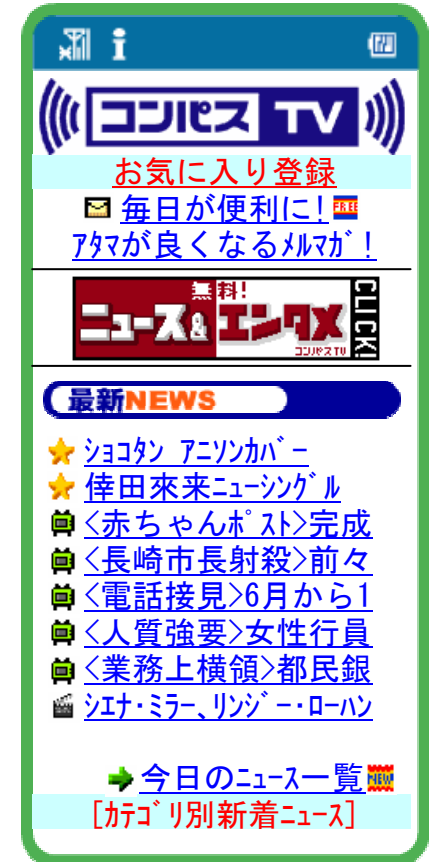 コンパス TV
お気に入り登録
毎日が便利に! FREE
ｱﾀﾏが良くなるﾒﾙﾏｶﾞ!
無料!
ニュース&エンタメ CLICK!
コンパスTV
最新NEWS
ｼｮｺﾀﾝ ｱﾆｿﾝｶﾊﾞｰ
倖田來未ﾆｭｰｼﾝｸﾞﾙ
<赤ちゃんﾎﾟｽﾄ>完成
<長崎市長射殺>前々
<電話接見>6月から1
<人質強要>女性行員
<業務上横領>都民銀
ｼｴﾅ･ﾐﾗｰ､ﾘﾝｼﾞｰ･ﾛｰﾊﾝ
今日のﾆｭｰｽ一覧 NEW
[ｶﾃｺﾞﾘ別新着ﾆｭｰｽ]